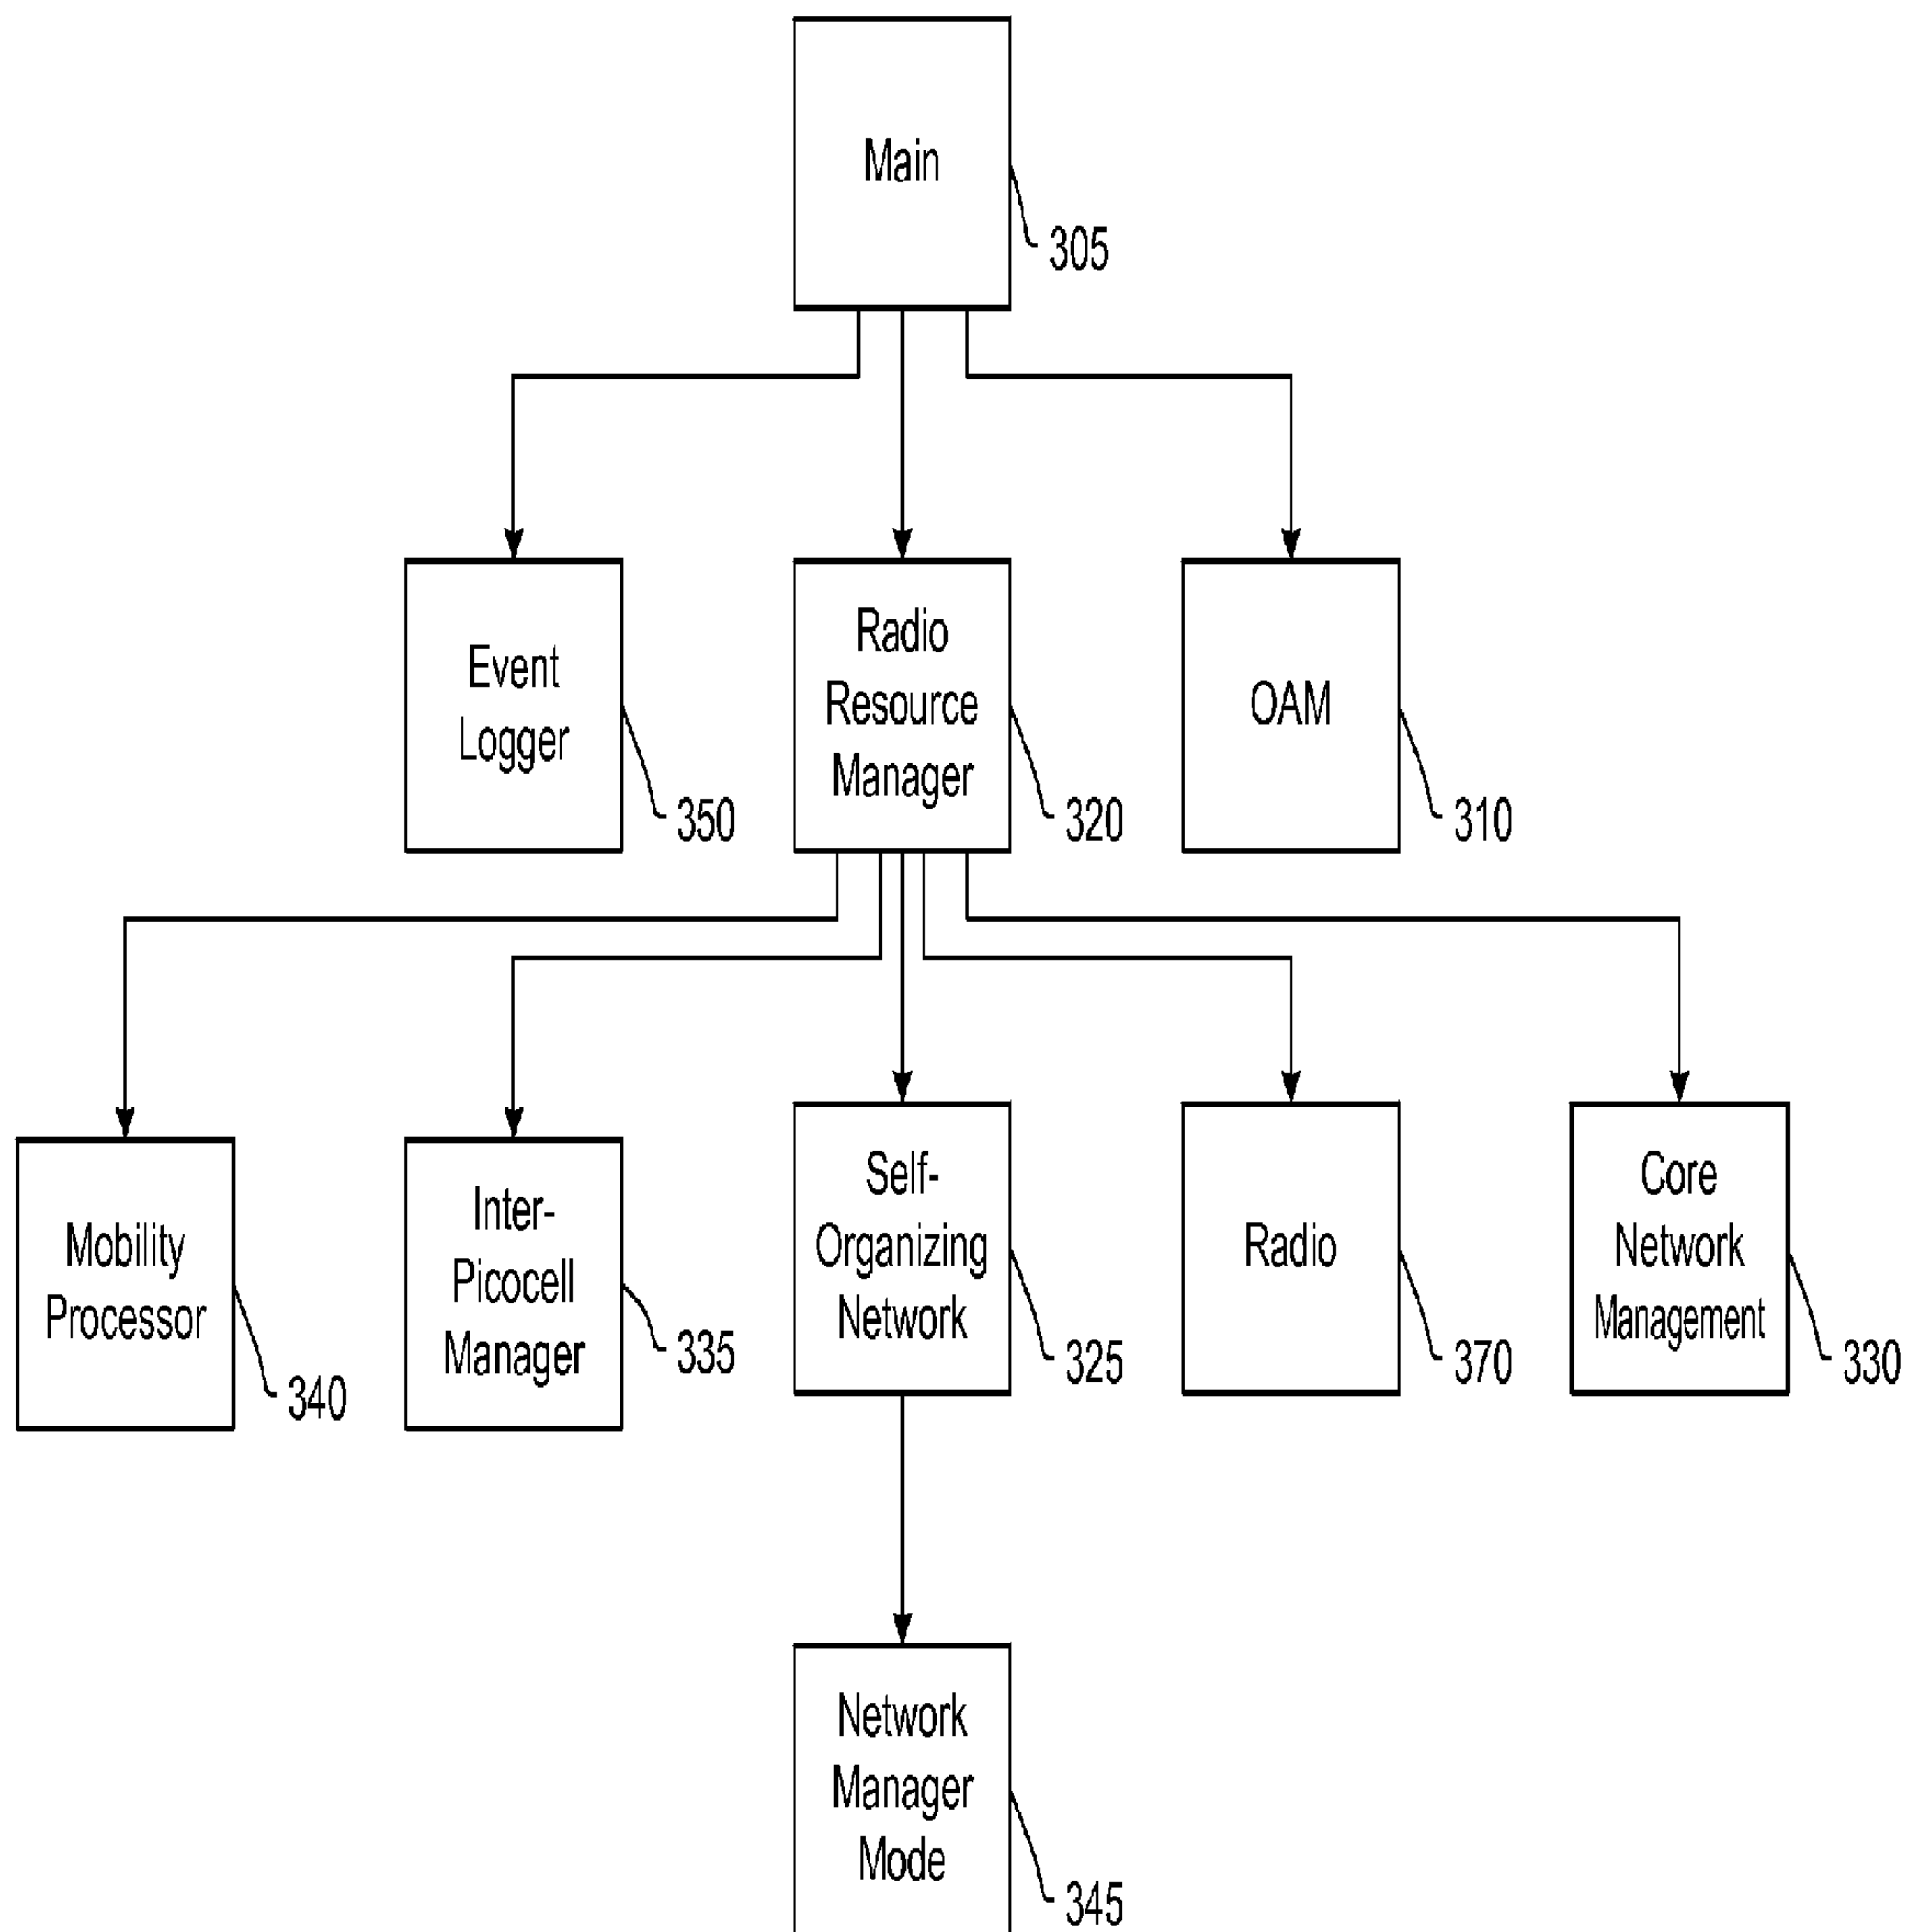 Main
305
Event
Logger
350
Radio
Resource
Manager
320
OAM
310
Mobility
Processor
340
Inter-
Picocell
Manager
335
Self-
Organizing
Network
325
Radio
370
Core
Network
Management
330
Network
Manager
Mode
345